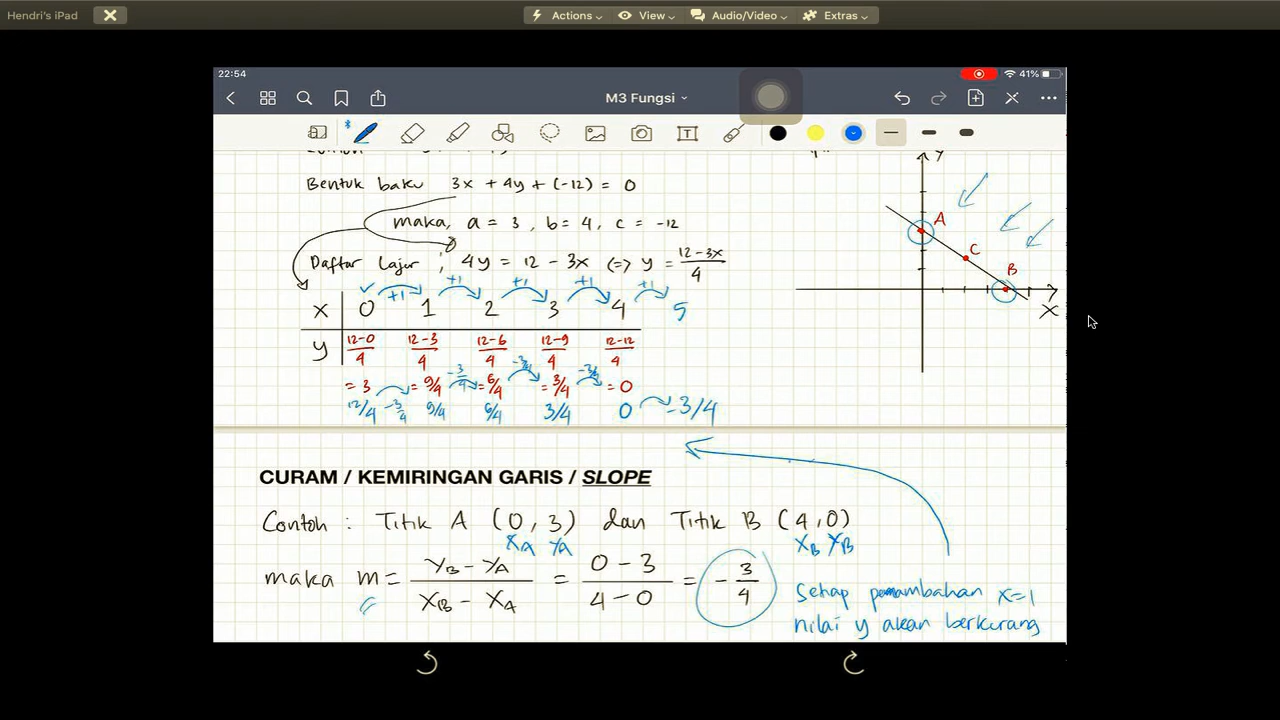 Hendri's iPad
Actions
View
Audio/Video
Extras
22:54
41%
M3 Fungsi
T
y
Bentuk baku 3x + 4y + (-12) = 0
maka, a = 3, b = 4, c = -12
Daftar Lajur ; 4y = 12 - 3x <=> y = 12-3x/4
+1 +1 +1 +1 +1
x 0 1 2 3 4 5
y 12-0/4 12-3/4 12-6/4 12-9/4 12-12/4
= 3 = 9/4 -3/4 = 6/4 -3/4 = 3/4 -3/4 = 0
12/4 -3/4 9/4 6/4 3/4 0 -3/4
A
C
B
X
CURAM / KEMIRINGAN GARIS / SLOPE
Contoh : Titik A (0, 3) dan Titik B (4,0)
XA YA XB YB
maka m = YB - YA / XB - XA = 0 - 3 / 4 - 0 = - 3/4
Setiap penambahan x=1
nilai y akan berkurang